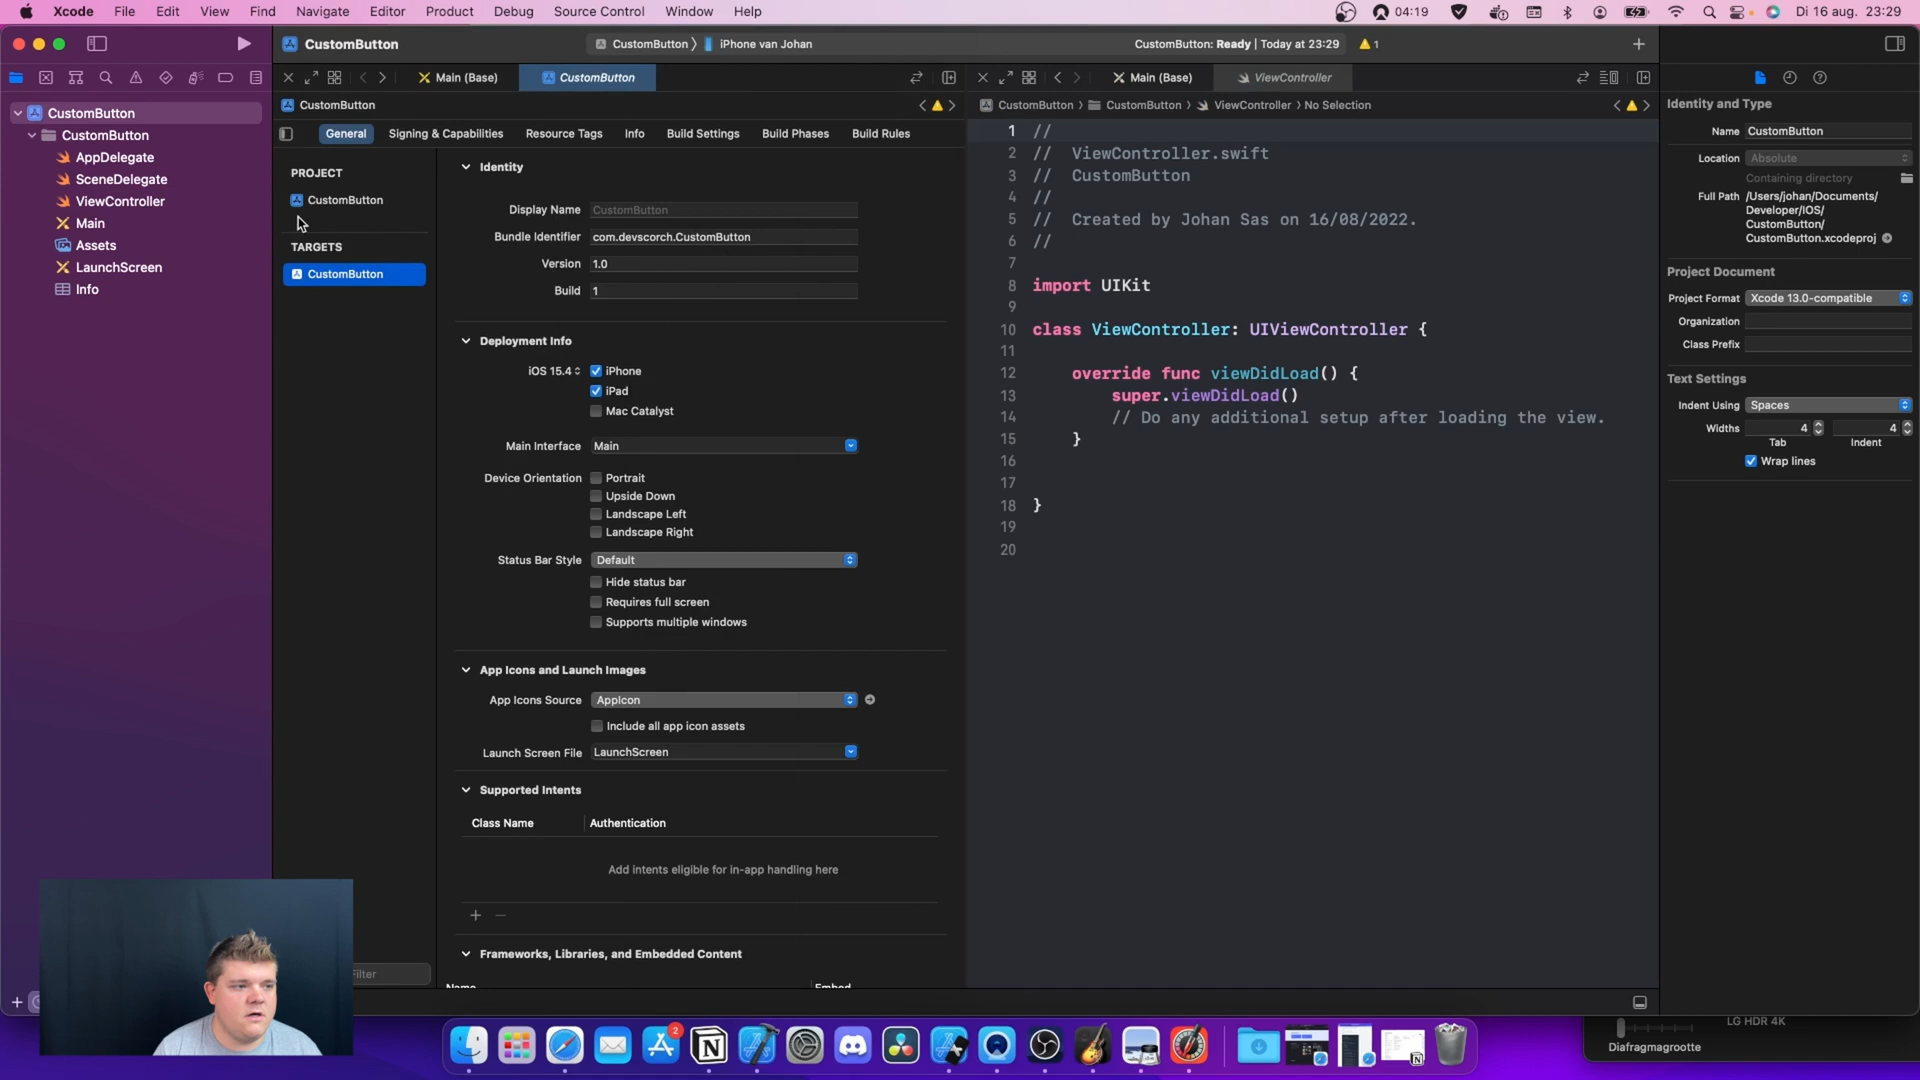 Xcode File Edit View Find Navigate Editor Product Debug Source Control Window Help 04:19 Di 16 aug. 23:29
CustomButton CustomButton iPhone van Johan CustomButton: Ready | Today at 23:29 1
Main (Base) CustomButton
CustomButton
General Signing & Capabilities Resource Tags Info Build Settings Build Phases Build Rules
CustomButton
CustomButton
AppDelegate
SceneDelegate
ViewController
Main
Assets
LaunchScreen
Info
PROJECT
CustomButton
TARGETS
CustomButton
Identity
Display Name CustomButton
Bundle Identifier com.devscorch.CustomButton
Version 1.0
Build 1
Deployment Info
iOS 15.4 iPhone
iPad
Mac Catalyst
Main Interface Main
Device Orientation Portrait
Upside Down
Landscape Left
Landscape Right
Status Bar Style Default
Hide status bar
Requires full screen
Supports multiple windows
App Icons and Launch Images
App Icons Source AppIcon
Include all app icon assets
Launch Screen File LaunchScreen
Supported Intents
Class Name Authentication
Add intents eligible for in-app handling here
Frameworks, Libraries, and Embedded Content
Name Embed
Main (Base) ViewController
CustomButton CustomButton ViewController No Selection
1 //
2 // ViewController.swift
3 // CustomButton
4 //
5 // Created by Johan Sas on 16/08/2022.
6 //
7
8 import UIKit
9
10 class ViewController: UIViewController {
11
12 override func viewDidLoad() {
13 super.viewDidLoad()
14 // Do any additional setup after loading the view.
15 }
16
17
18 }
19
20
Identity and Type
Name CustomButton
Location Absolute
Containing directory
Full Path /Users/johan/Documents/
Developer/IOS/
CustomButton/
CustomButton.xcodeproj
Project Document
Project Format Xcode 13.0-compatible
Organization
Class Prefix
Text Settings
Indent Using Spaces
Widths 4 4
Tab Indent
Wrap lines
2
LG HDR 4K
Diafragmagrootte